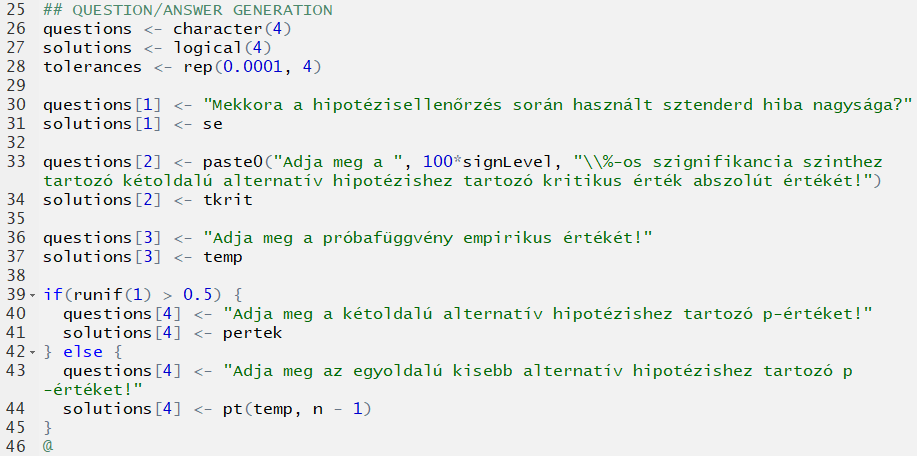 25 ## QUESTION/ANSWER GENERATION
26 questions <- character(4)
27 solutions <- logical(4)
28 tolerances <- rep(0.0001, 4)
29
30 questions[1] <- "Mekkora a hipotézisellenőrzés során használt sztenderd hiba nagysága?"
31 solutions[1] <- se
32
33 questions[2] <- paste0("Adja meg a ", 100*signLevel, "\\%-os szignifikancia szinthez
tartozó kétoldalú alternatív hipotézishez tartozó kritikus érték abszolút értékét!")
34 solutions[2] <- tkrit
35
36 questions[3] <- "Adja meg a próbafüggvény empirikus értékét!"
37 solutions[3] <- temp
38
39 if(runif(1) > 0.5) {
40   questions[4] <- "Adja meg a kétoldalú alternatív hipotézishez tartozó p-értéket!"
41   solutions[4] <- pertek
42 } else {
43   questions[4] <- "Adja meg az egyoldalú kisebb alternatív hipotézishez tartozó p
-értéket!"
44   solutions[4] <- pt(temp, n - 1)
45 }
46 @